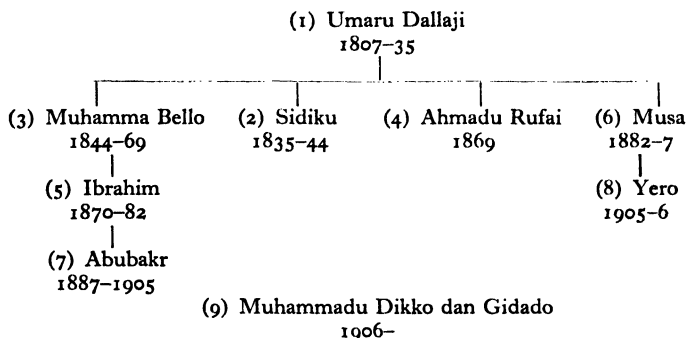 (1) Umaru Dallaji
1807–35
(3) Muhamma Bello (2) Sidiku (4) Ahmadu Rufai (6) Musa
1844–69 1835–44 1869 1882–7
(5) Ibrahim (8) Yero
1870–82 1905–6
(7) Abubakr
1887–1905
(9) Muhammadu Dikko dan Gidado
1906–